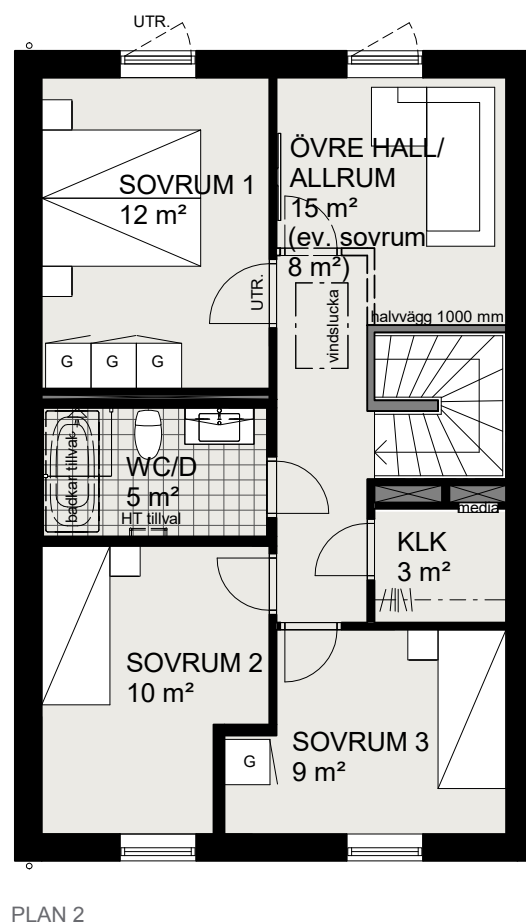 UTR.
SOVRUM 1
12 m²
ÖVRE HALL/
ALLRUM
15 m²
(ev. sovrum
8 m²)
UTR.
vindslucka
halvvägg 1000 mm
G
G
G
badkar tillval
WC/D
5 m²
HT tillval
media
KLK
3 m²
SOVRUM 2
10 m²
SOVRUM 3
9 m²
G
PLAN 2